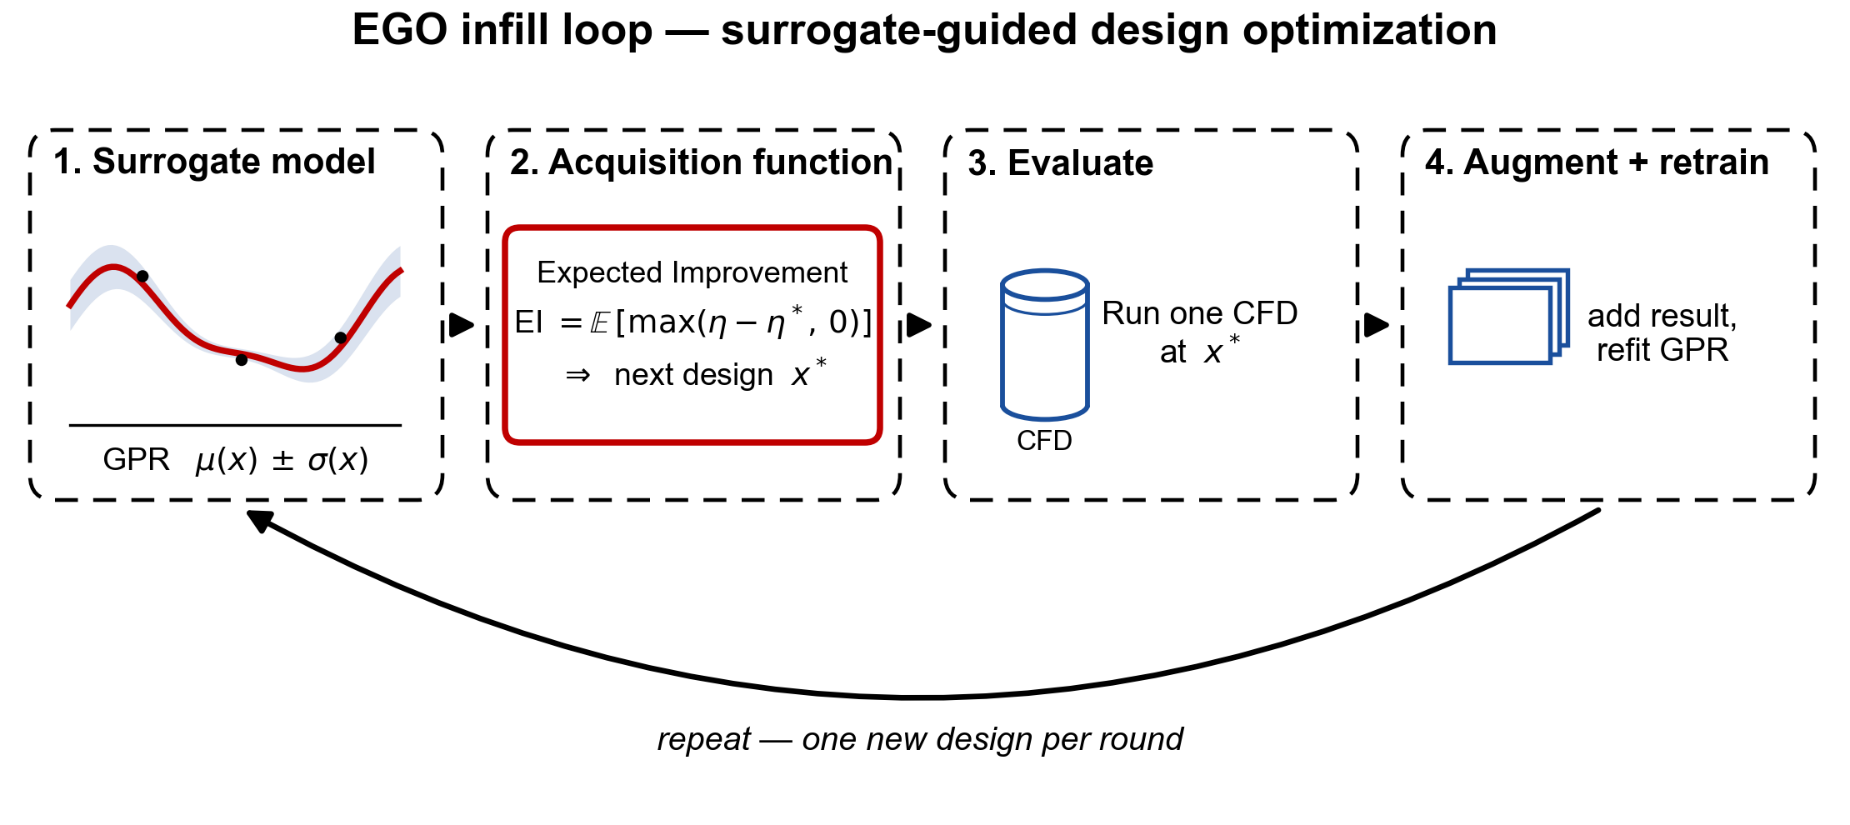 EGO infill loop — surrogate-guided design optimization
1. Surrogate model
GPR μ(x) ± σ(x)
2. Acquisition function
Expected Improvement
EI = 𝔼[max(η − η*, 0)]
⇒ next design x*
3. Evaluate
Run one CFD
at x*
CFD
4. Augment + retrain
add result,
refit GPR
repeat — one new design per round